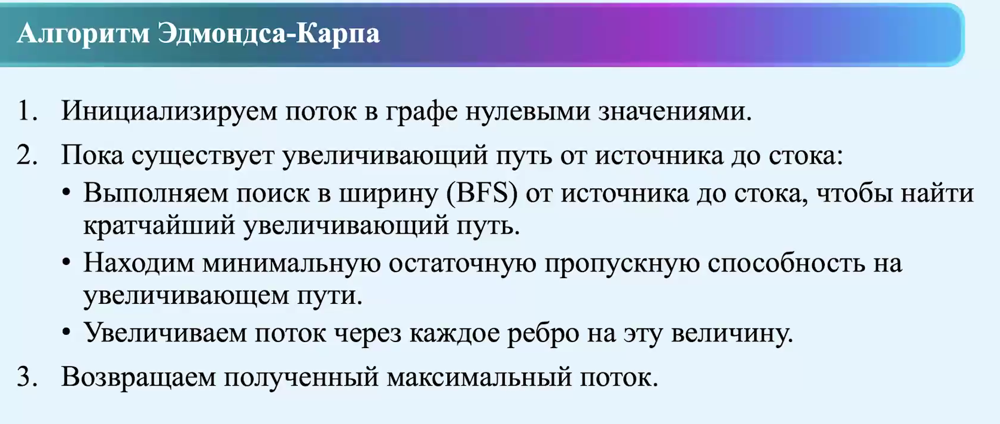 Алгоритм Эдмондса-Карпа
1. Инициализируем поток в графе нулевыми значениями.
2. Пока существует увеличивающий путь от источника до стока:
• Выполняем поиск в ширину (BFS) от источника до стока, чтобы найти
кратчайший увеличивающий путь.
• Находим минимальную остаточную пропускную способность на
увеличивающем пути.
• Увеличиваем поток через каждое ребро на эту величину.
3. Возвращаем полученный максимальный поток.